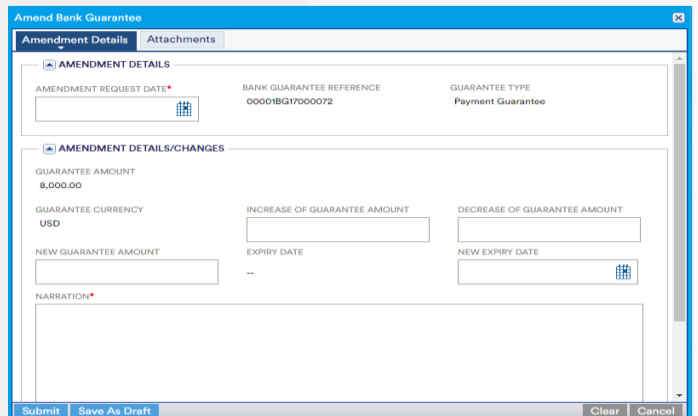 Amend Bank Guarantee
Amendment Details Attachments
AMENDMENT DETAILS
AMENDMENT REQUEST DATE* BANK GUARANTEE REFERENCE GUARANTEE TYPE
00001BG17000072 Payment Guarantee
AMENDMENT DETAILS/CHANGES
GUARANTEE AMOUNT
8,000.00
GUARANTEE CURRENCY INCREASE OF GUARANTEE AMOUNT DECREASE OF GUARANTEE AMOUNT
USD
NEW GUARANTEE AMOUNT EXPIRY DATE NEW EXPIRY DATE
--
NARRATION*
Submit Save As Draft Clear Cancel